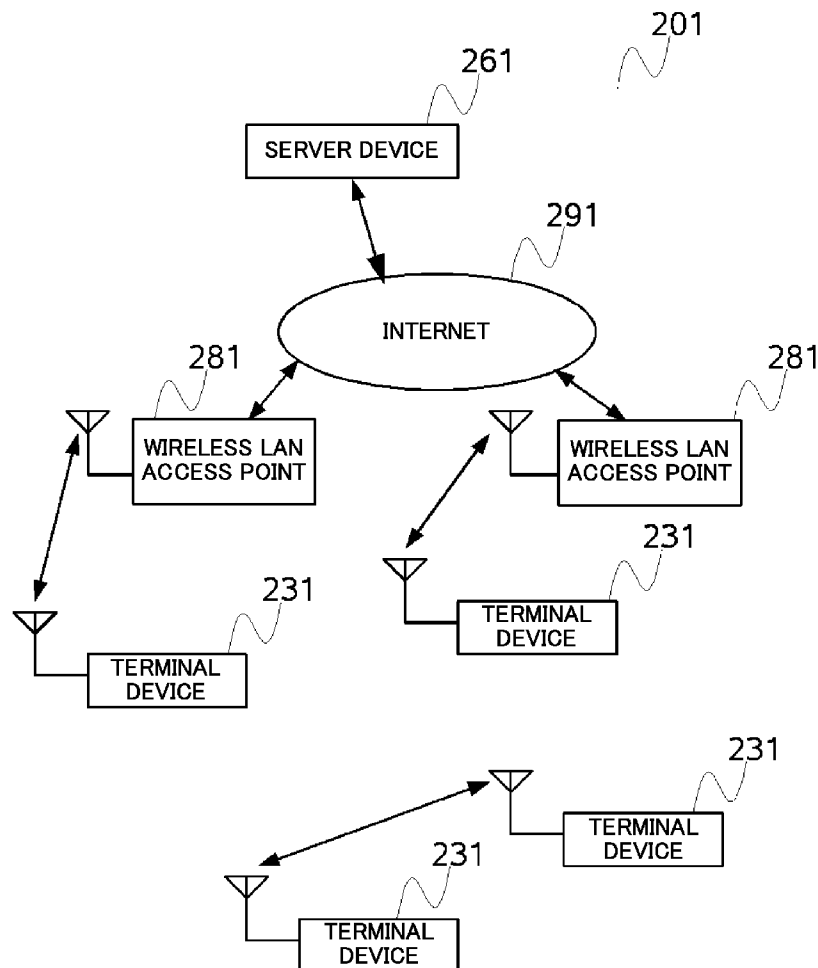 201
261
SERVER DEVICE
291
INTERNET
281
WIRELESS LAN
ACCESS POINT
281
WIRELESS LAN
ACCESS POINT
231
TERMINAL
DEVICE
231
TERMINAL
DEVICE
231
TERMINAL
DEVICE
231
TERMINAL
DEVICE